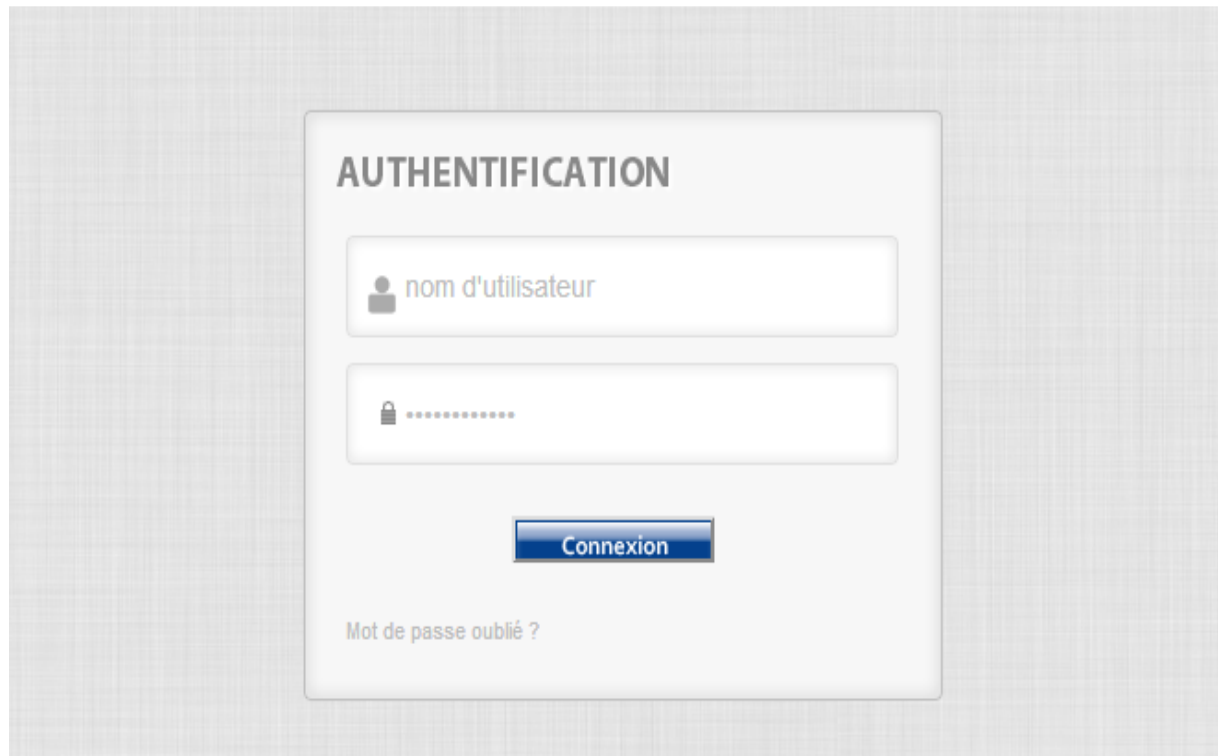 AUTHENTIFICATION
nom d'utilisateur
••••••••••••
Connexion
Mot de passe oublié ?